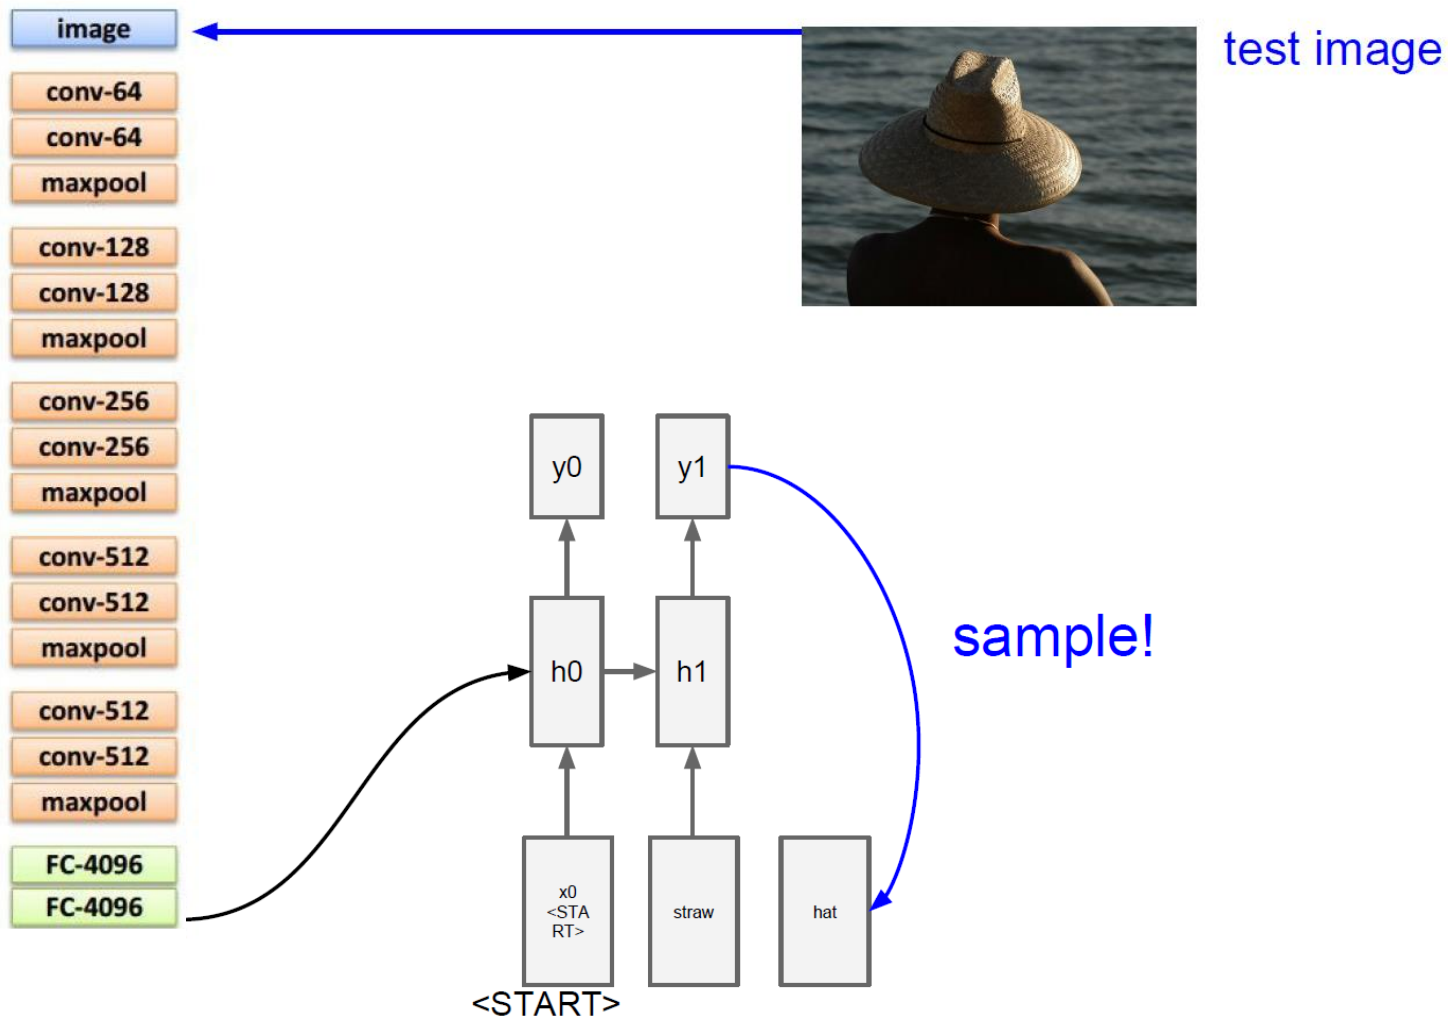 image
conv-64
conv-64
maxpool
conv-128
conv-128
maxpool
conv-256
conv-256
maxpool
conv-512
conv-512
maxpool
conv-512
conv-512
maxpool
FC-4096
FC-4096
test image
y0
y1
h0
h1
sample!
x0
<STA
RT>
straw
hat
<START>